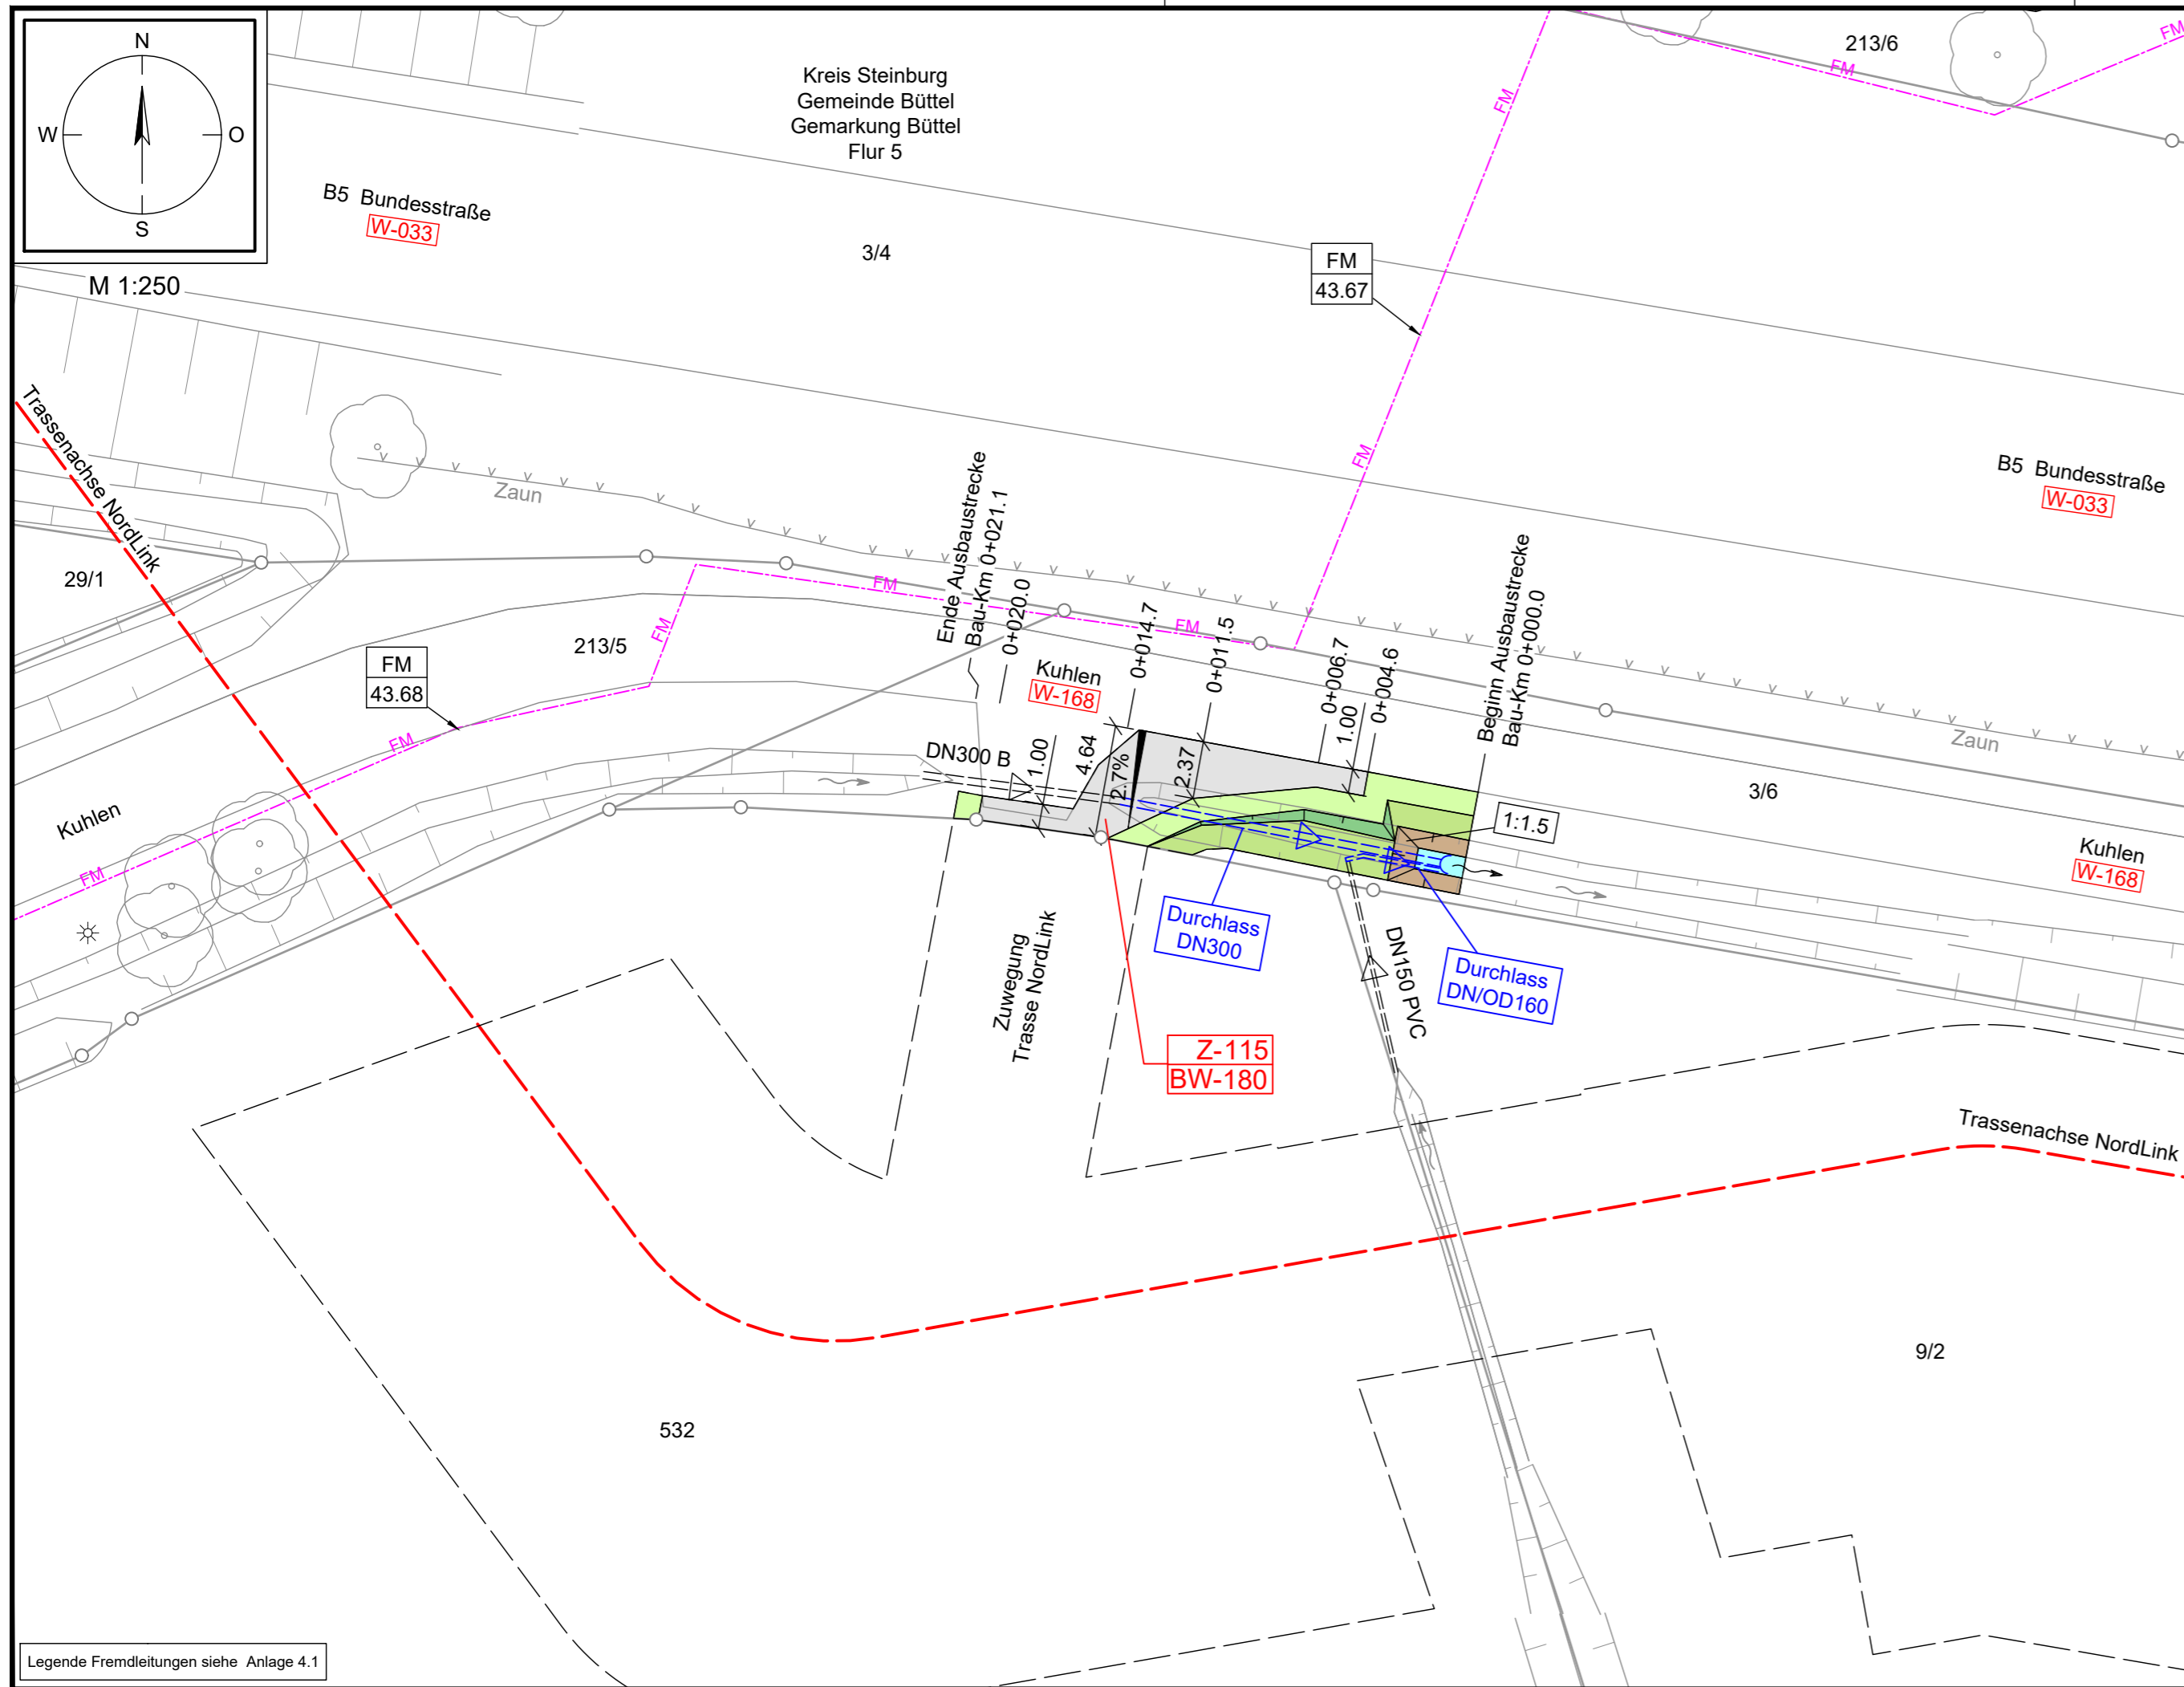 N
W
O
S
M 1:250
Kreis Steinburg
Gemeinde Büttel
Gemarkung Büttel
Flur 5
213/6
FM
FM
FM
B5 Bundesstraße
W-033
3/4
FM
43.67
FM
Trassenachse NordLink
Zaun
B5 Bundesstraße
W-033
29/1
FM
Ende Ausbaustrecke
Bau-Km 0+021.1
0+020.0
FM
213/5
FM
FM
43.68
Kuhlen
W-168
0+014.7
0+011.5
0+006.7
1.00
0+004.6
Beginn Ausbaustrecke
Bau-Km 0+000.0
Zaun
DN300 B
1.00
4.64
2.7%
2.37
FM
3/6
Kuhlen
1:1.5
Kuhlen
W-168
FM
Durchlass
DN300
Zuwegung
Trasse NordLink
DN150 PVC
Durchlass
DN/OD160
Z-115
BW-180
Trassenachse NordLink
9/2
532
Legende Fremdleitungen siehe Anlage 4.1